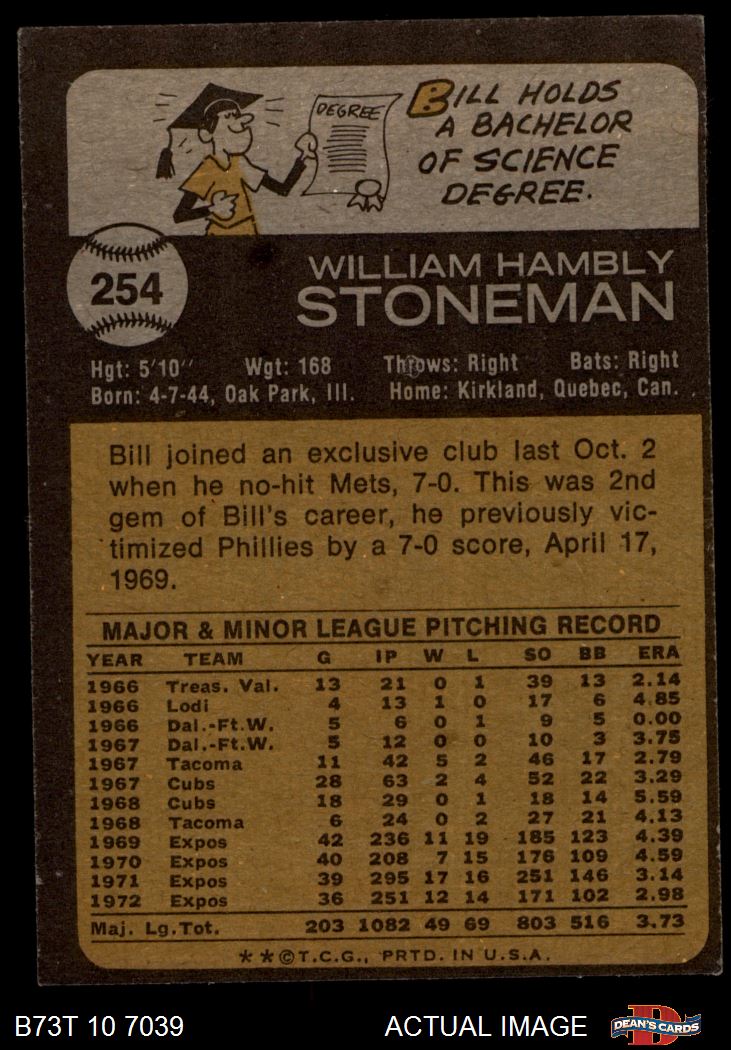 DEGREE
BILL HOLDS
A BACHELOR
OF SCIENCE
DEGREE.
254
WILLIAM HAMBLY
STONEMAN
Hgt: 5'10'' Wgt: 168 Throws: Right Bats: Right
Born: 4-7-44, Oak Park, Ill. Home: Kirkland, Quebec, Can.
Bill joined an exclusive club last Oct. 2
when he no-hit Mets, 7-0. This was 2nd
gem of Bill's career, he previously vic-
timized Phillies by a 7-0 score, April 17,
1969.
MAJOR & MINOR LEAGUE PITCHING RECORD
YEAR TEAM G IP W L SO BB ERA
1966 Treas. Val. 13 21 0 1 39 13 2.14
1966 Lodi 4 13 1 0 17 6 4.85
1966 Dal.-Ft.W. 5 6 0 1 9 5 0.00
1967 Dal.-Ft.W. 5 12 0 0 10 3 3.75
1967 Tacoma 11 42 5 2 46 17 2.79
1967 Cubs 28 63 2 4 52 22 3.29
1968 Cubs 18 29 0 1 18 14 5.59
1968 Tacoma 6 24 0 2 27 21 4.13
1969 Expos 42 236 11 19 185 123 4.39
1970 Expos 40 208 7 15 176 109 4.59
1971 Expos 39 295 17 16 251 146 3.14
1972 Expos 36 251 12 14 171 102 2.98
Maj. Lg.Tot. 203 1082 49 69 803 516 3.73
**©T.C.G., PRTD. IN U.S.A.
B73T 10 7039 ACTUAL IMAGE D DEAN'S CARDS